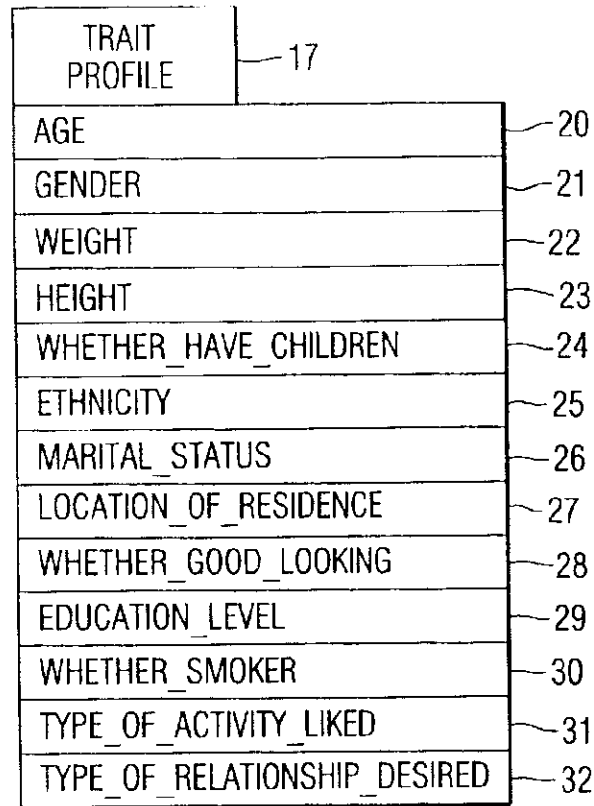 TRAIT
PROFILE
17
AGE 20
GENDER 21
WEIGHT 22
HEIGHT 23
WHETHER_HAVE_CHILDREN 24
ETHNICITY 25
MARITAL_STATUS 26
LOCATION_OF_RESIDENCE 27
WHETHER_GOOD_LOOKING 28
EDUCATION_LEVEL 29
WHETHER_SMOKER 30
TYPE_OF_ACTIVITY_LIKED 31
TYPE_OF_RELATIONSHIP_DESIRED 32